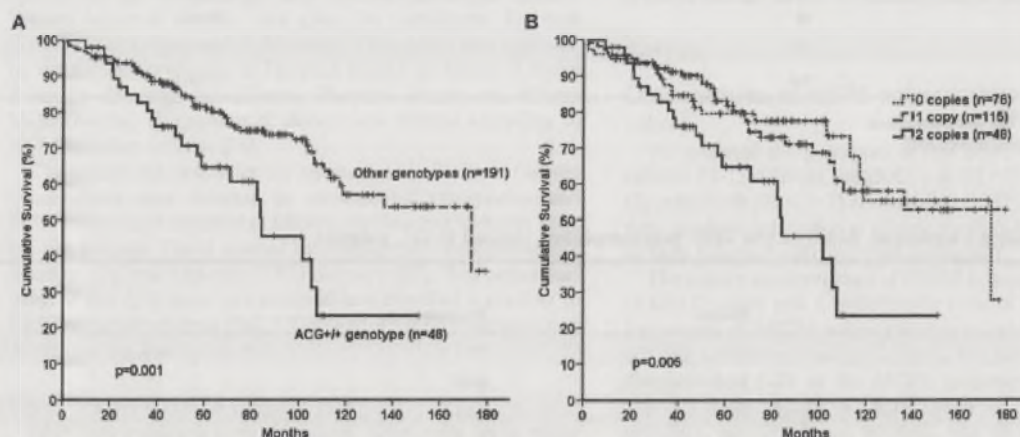 A
100
90
80
70
60
50
40
30
20
10
0
Cumulative Survival (%)
Other genotypes (n=191)
ACG+/+ genotype (n=48)
p=0.001
0 20 40 60 80 100 120 140 160 180
Months
B
100
90
80
70
60
50
40
30
20
10
0
Cumulative Survival (%)
0 copies (n=76)
1 copy (n=115)
2 copies (n=48)
p=0.005
0 20 40 60 80 100 120 140 160 180
Months